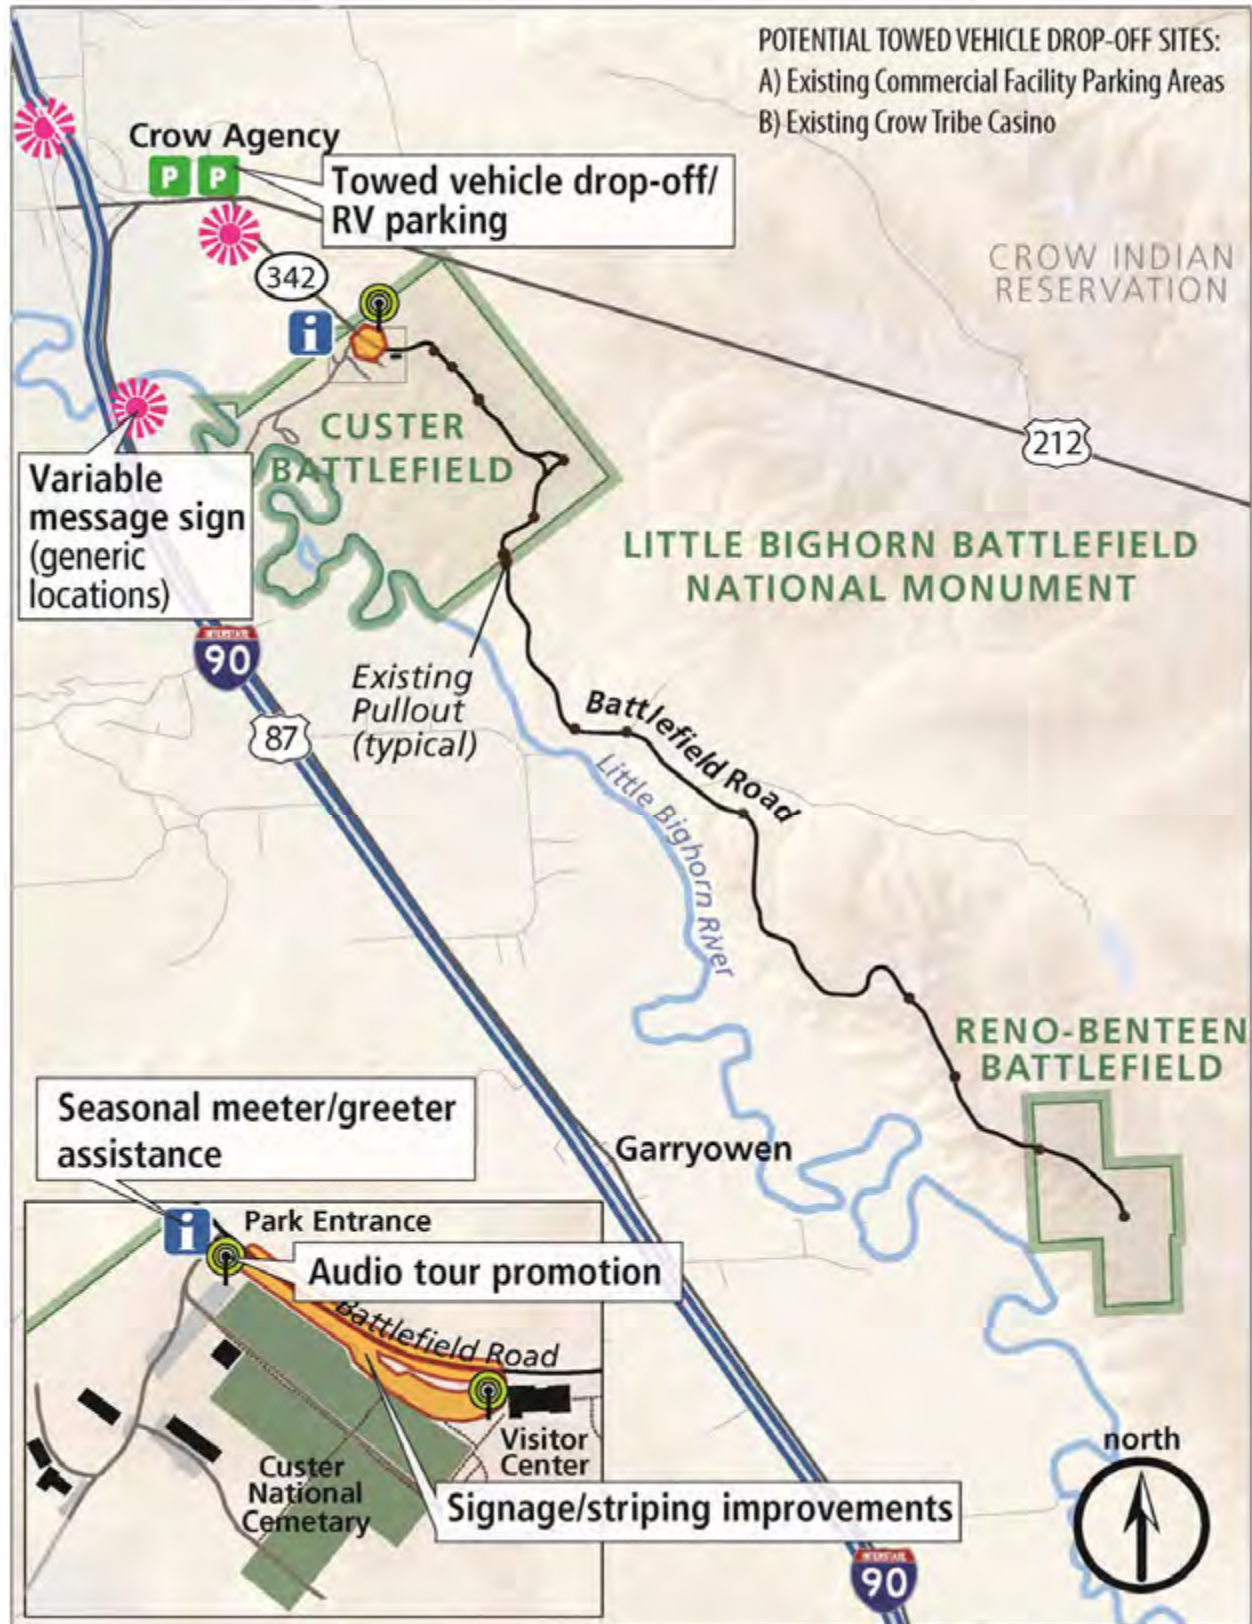 POTENTIAL TOWED VEHICLE DROP-OFF SITES:
A) Existing Commercial Facility Parking Areas
B) Existing Crow Tribe Casino
Crow Agency
P P
Towed vehicle drop-off/
RV parking
CROW INDIAN
RESERVATION
342
i
212
CUSTER
BATTLEFIELD
Variable
message sign
(generic
locations)
LITTLE BIGHORN BATTLEFIELD
NATIONAL MONUMENT
INTERSTATE
90
87
Existing
Pullout
(typical)
Battlefield Road
Little Bighorn River
RENO-BENTEEN
BATTLEFIELD
Seasonal meeter/greeter
assistance
Garryowen
i
Park Entrance
Audio tour promotion
Battlefield Road
Visitor
Center
Custer
National
Cemetary
Signage/striping improvements
north
INTERSTATE
90